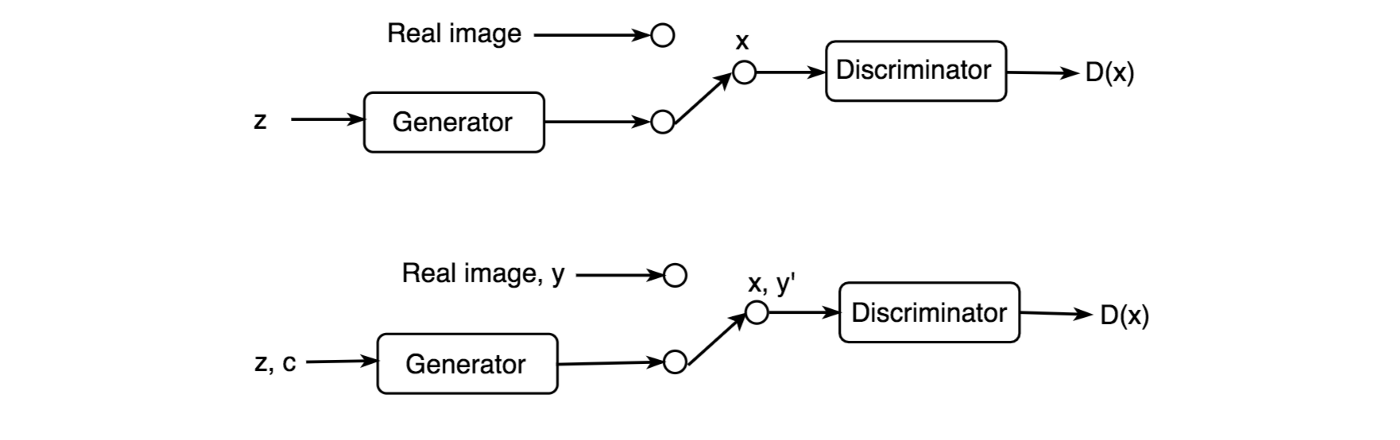 Real image
x
Discriminator
D(x)
z
Generator
Real image, y
x, y'
Discriminator
D(x)
z, c
Generator